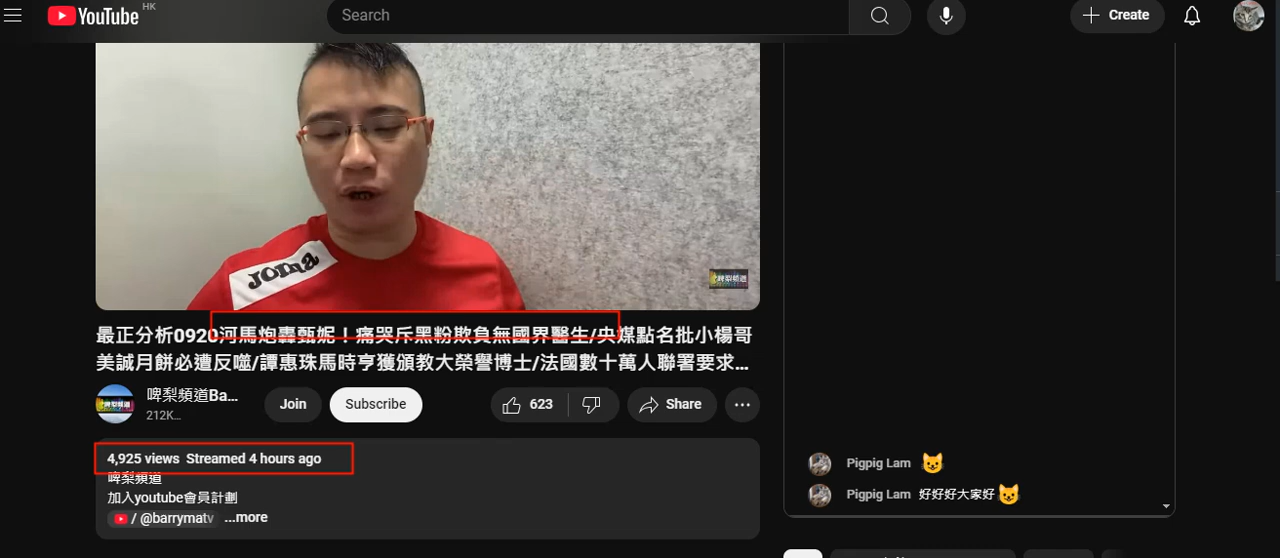 YouTube HK
Search
Create
Joma
啤梨頻道
最正分析0920河馬炮轟甄妮！痛哭斥黑粉欺負無國界醫生/央媒點名批小楊哥
美誠月餅必遭反噬/譚惠珠馬時亨獲頒教大榮譽博士/法國數十萬人聯署要求...
啤梨頻道Ba...
212K...
Join
Subscribe
623
Share
4,925 views Streamed 4 hours ago
啤梨頻道
加入youtube會員計劃
/ @barrymatv ...more
Pigpig Lam
Pigpig Lam 好好好大家好